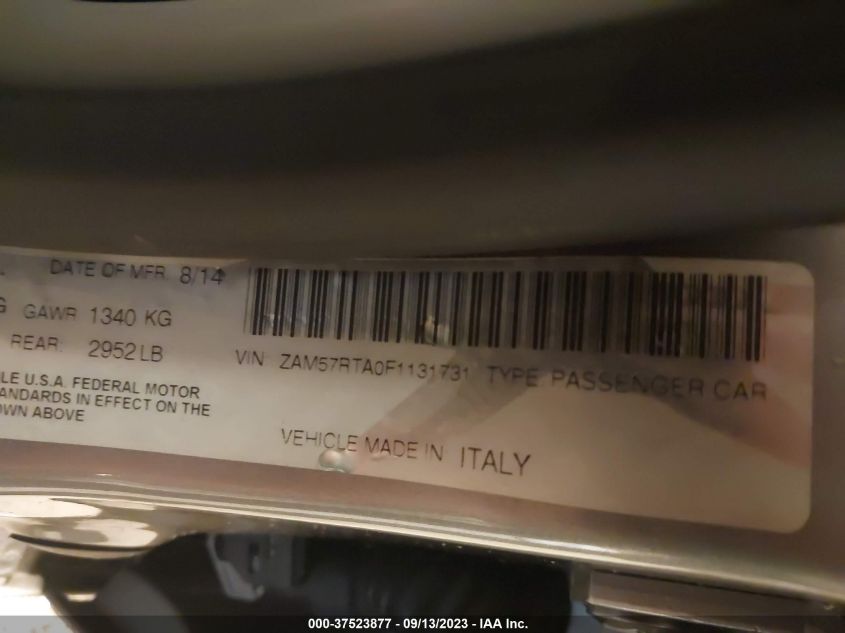 DATE OF MFR 8/14
G GAWR 1340 KG
REAR: 2952 LB
VIN: ZAM57RTA0F1131731 TYPE: PASSENGER CAR
LE U.S.A. FEDERAL MOTOR
ANDARDS IN EFFECT ON THE
OWN ABOVE
VEHICLE MADE IN ITALY
000-37523877 - 09/13/2023 - IAA Inc.